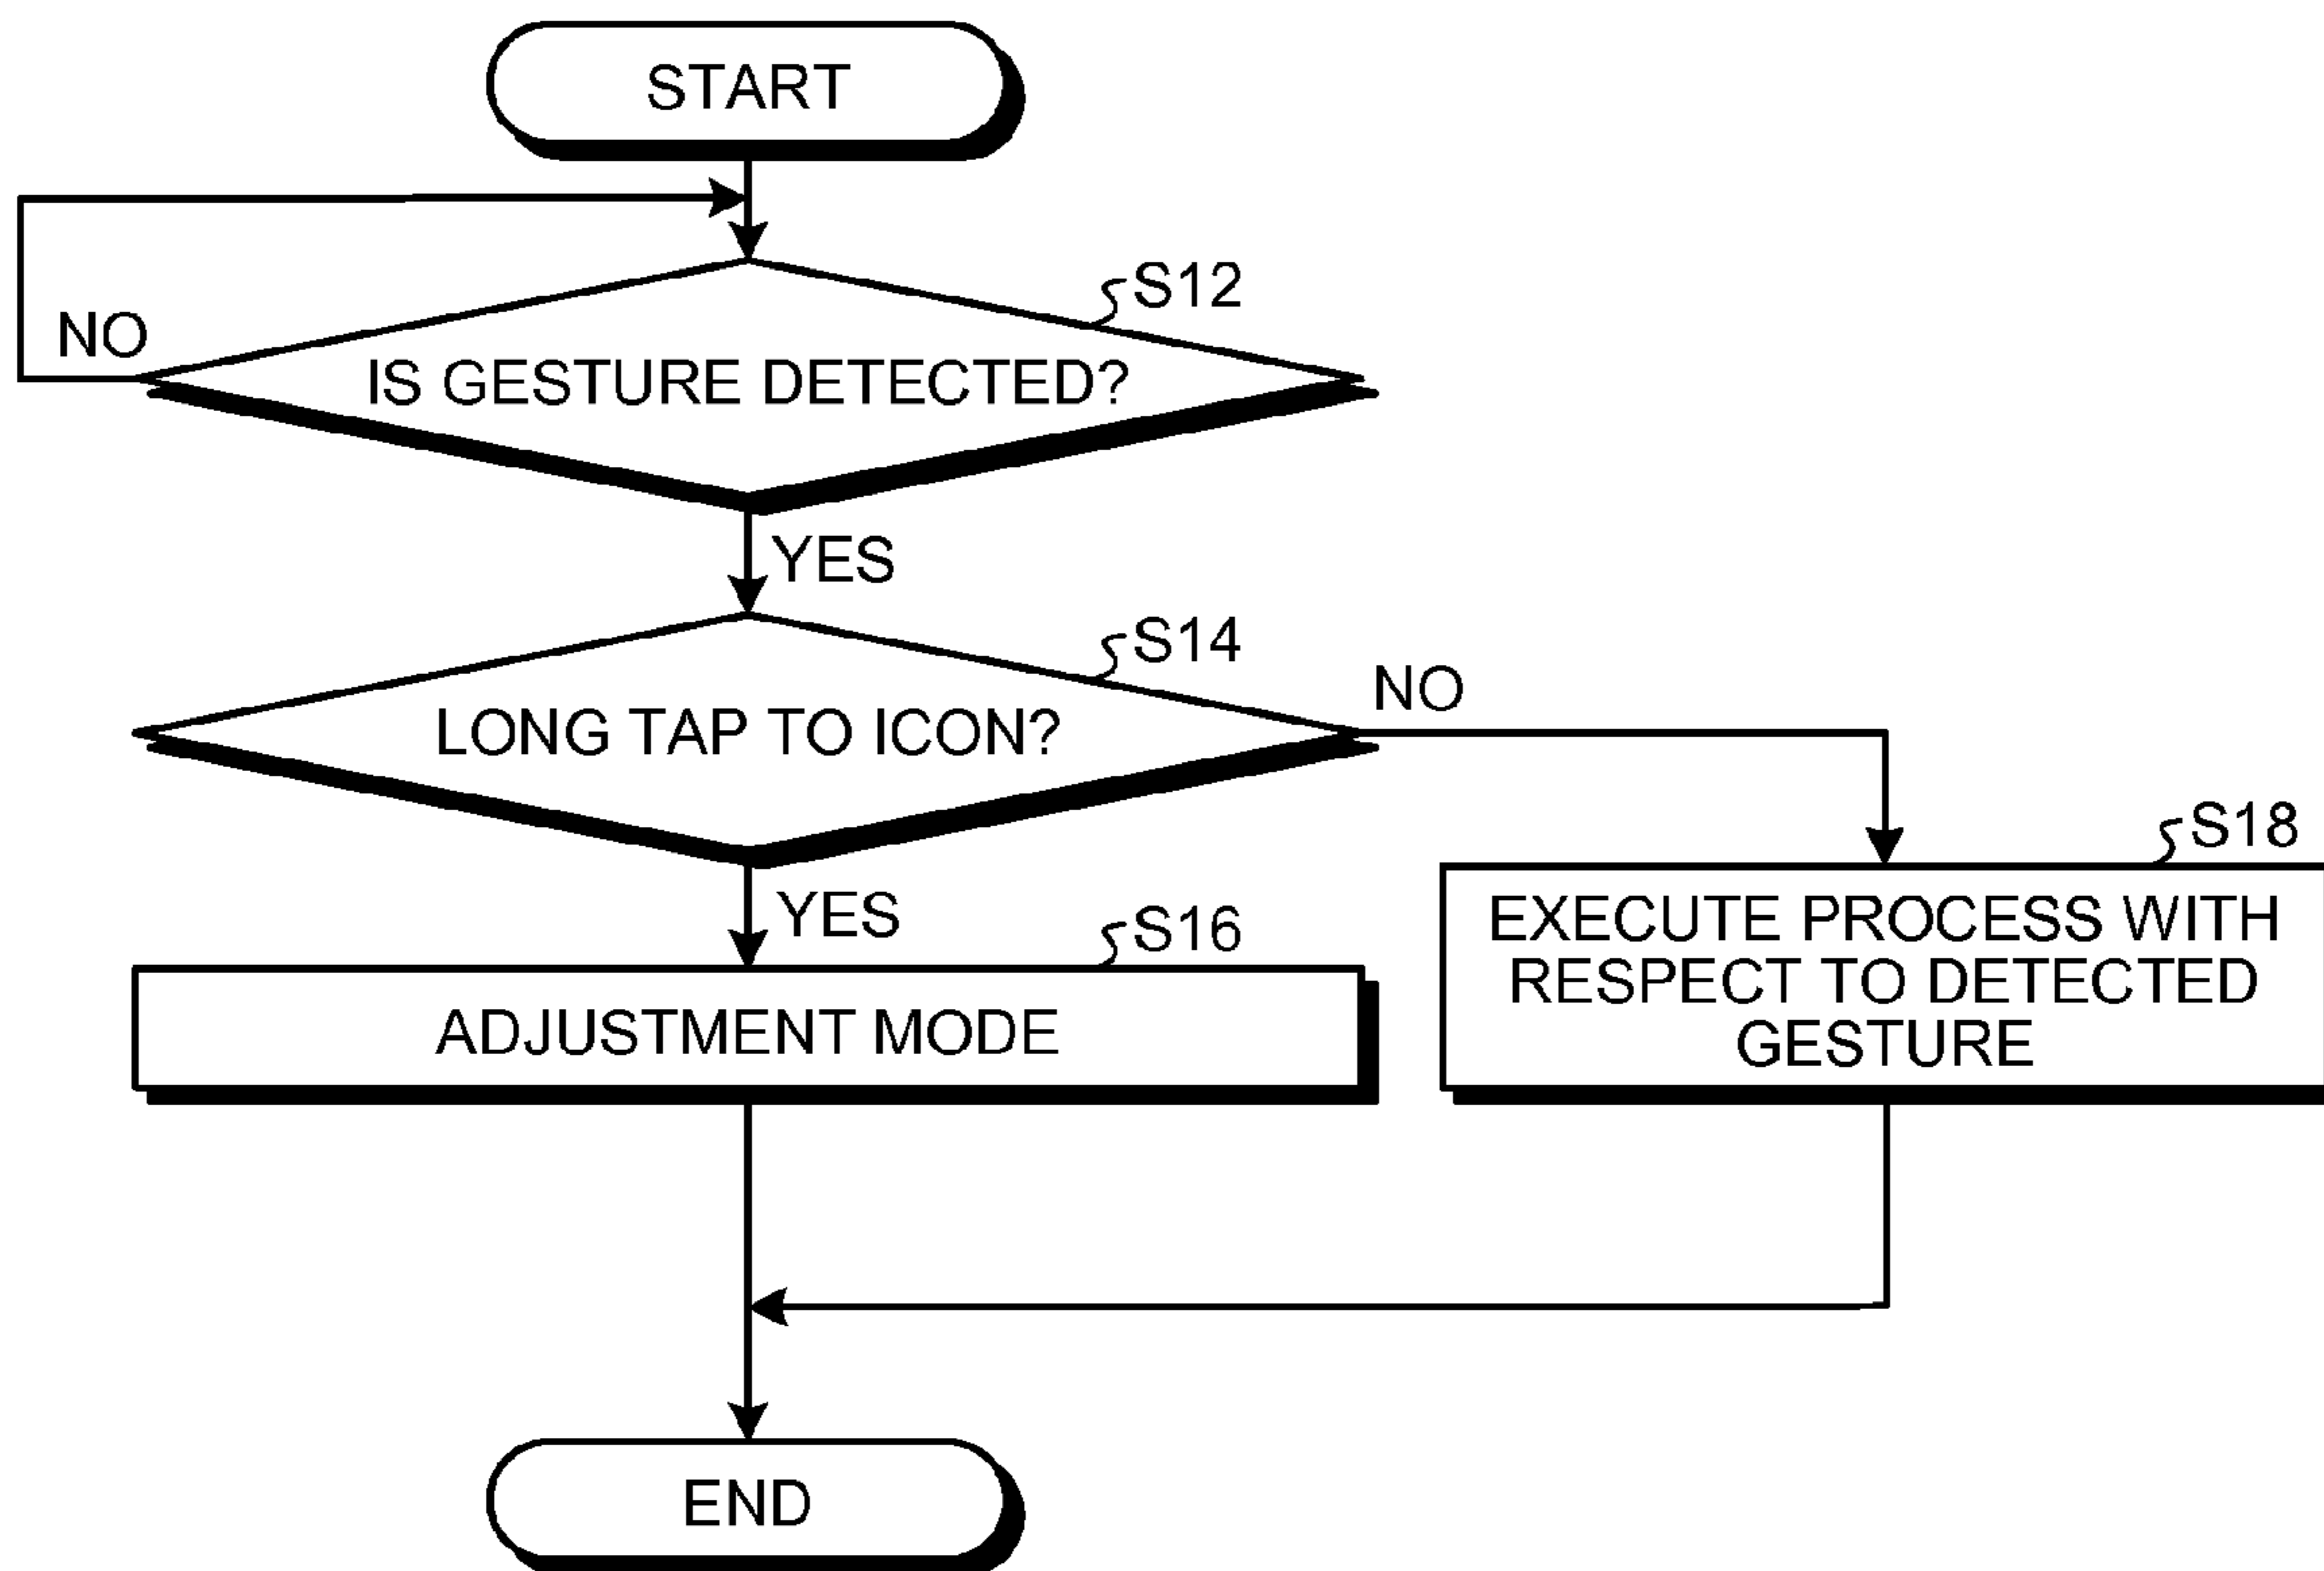 START
S12
NO
IS GESTURE DETECTED?
YES
S14
NO
LONG TAP TO ICON?
S18
YES
S16
EXECUTE PROCESS WITH
RESPECT TO DETECTED
GESTURE
ADJUSTMENT MODE
END